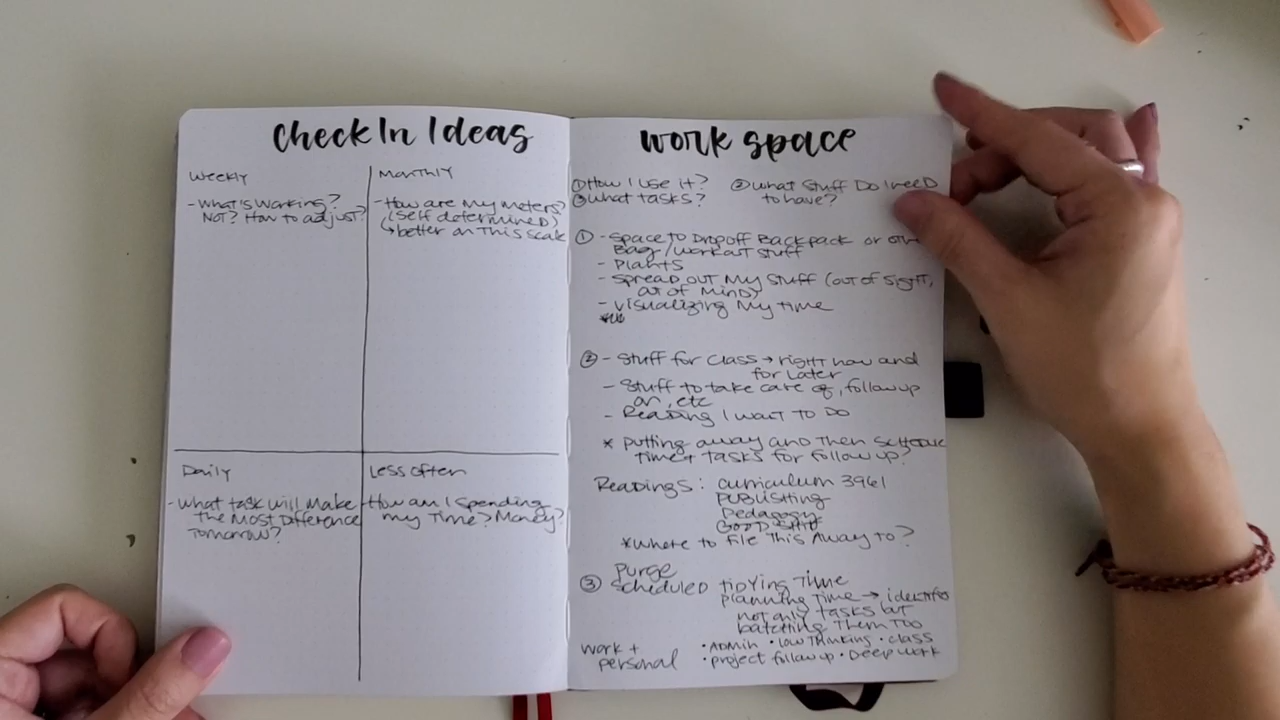 Check In Ideas
Weekly
- What's working?
Not? How to adjust?
Monthly
- How are my meters?
(self determined)
↳ better on this scale
Daily
- What task will make
the most difference
tomorrow?
Less often
- How am I spending
my time? Money?
Work space
① How I use it? ② What stuff do I need
③ What tasks? to have?
① - Space to drop off backpack or
bag/workout stuff
- Plants
- Spread out my stuff (out of sight,
out of mind)
- Visualizing my time
② - Stuff for class → right now and
for later
- Stuff to take care of, follow up
on, etc
- Reading I want to do
* Putting away and then schedule
time + tasks for follow up?
Readings: Curriculum 3961
Publishing
Pedagogy
Good shit
* Where to file this away to?
Purge
③ Scheduled tidying time
planning time → identifies
not only tasks but
batching them too
work + • Admin • low thinking • class
personal • project follow up • Deep work